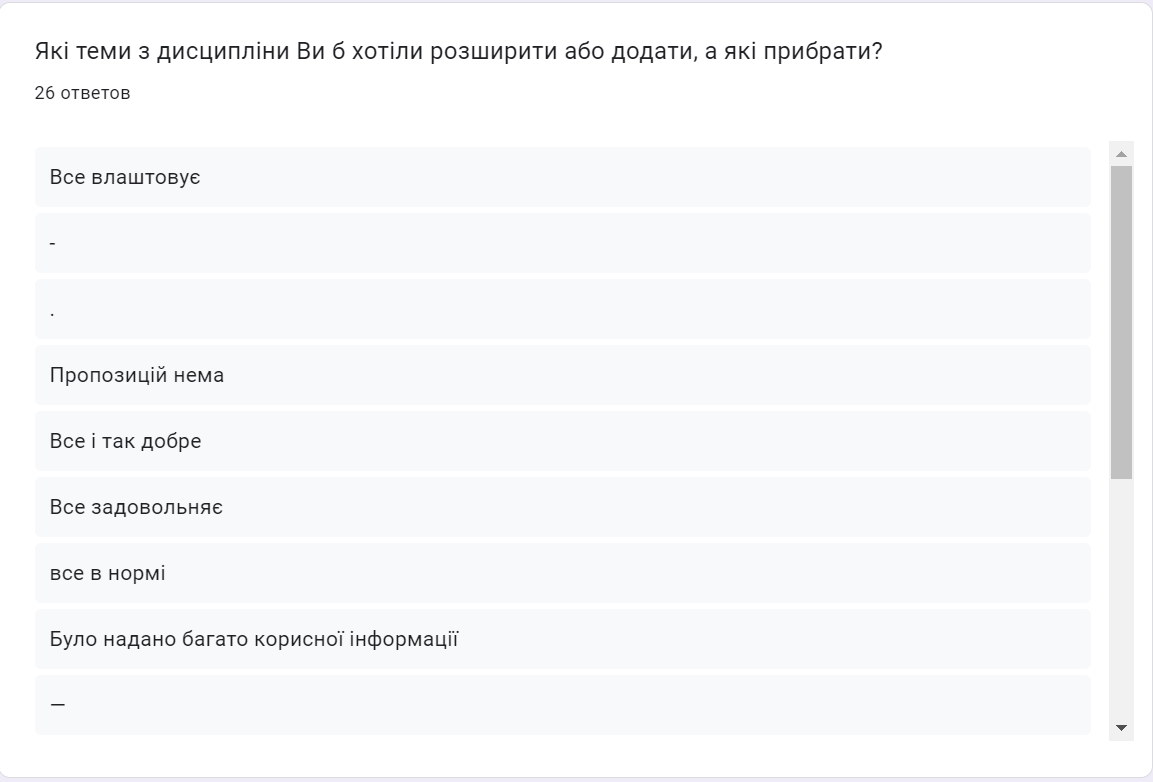 Які теми з дисципліни Ви б хотіли розширити або додати, а які прибрати?
26 ответов
Все влаштовує
-
.
Пропозицій нема
Все і так добре
Все задовольняє
все в нормі
Було надано багато корисної інформації
—